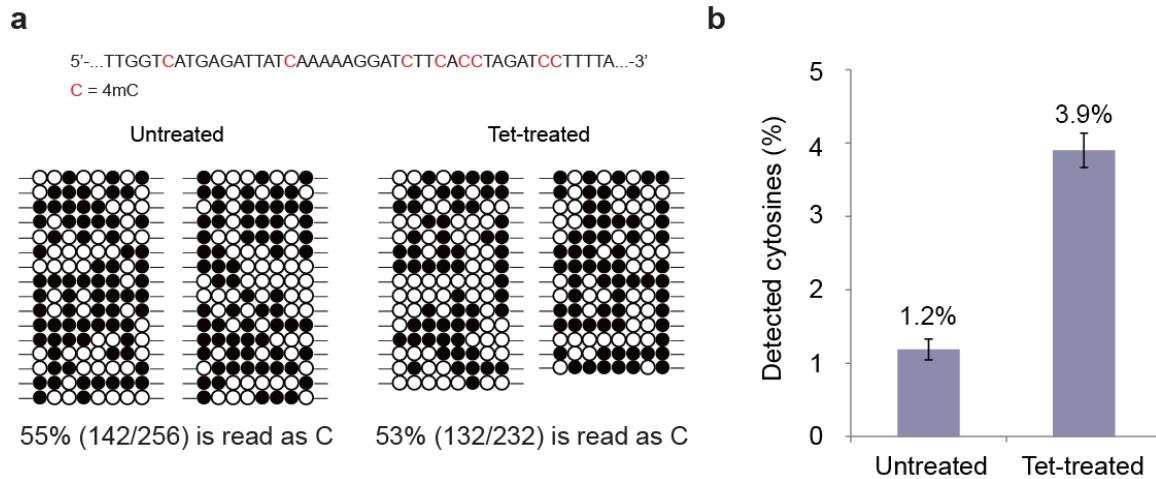 a
5'-...TTGGTCATGAGATTATCAAAAAGGATCTTCACCTAGATCCTTTTA...-3'
C = 4mC
Untreated
Tet-treated
55% (142/256) is read as C
53% (132/232) is read as C
b
Detected cytosines (%)
5
4
3
2
1
0
1.2%
3.9%
Untreated
Tet-treated